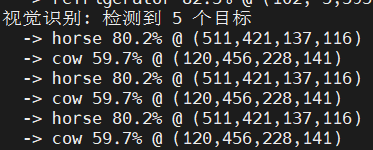 视觉识别: 检测到 5 个目标
-> horse 80.2% @ (511,421,137,116)
-> cow 59.7% @ (120,456,228,141)
-> horse 80.2% @ (511,421,137,116)
-> cow 59.7% @ (120,456,228,141)
-> horse 80.2% @ (511,421,137,116)
-> cow 59.7% @ (120,456,228,141)